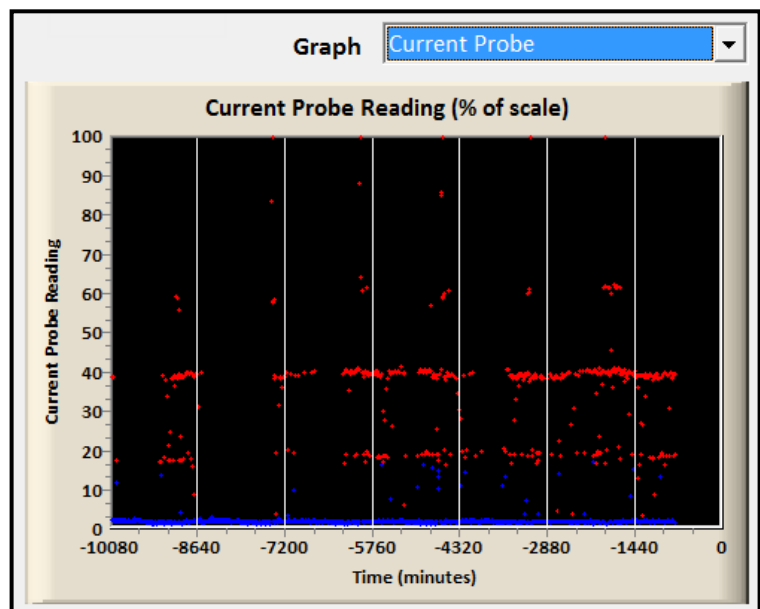 Graph Current Probe
Current Probe Reading (% of scale)
100
90
80
70
60
50
40
30
20
10
0
Current Probe Reading
-10080 -8640 -7200 -5760 -4320 -2880 -1440 0
Time (minutes)